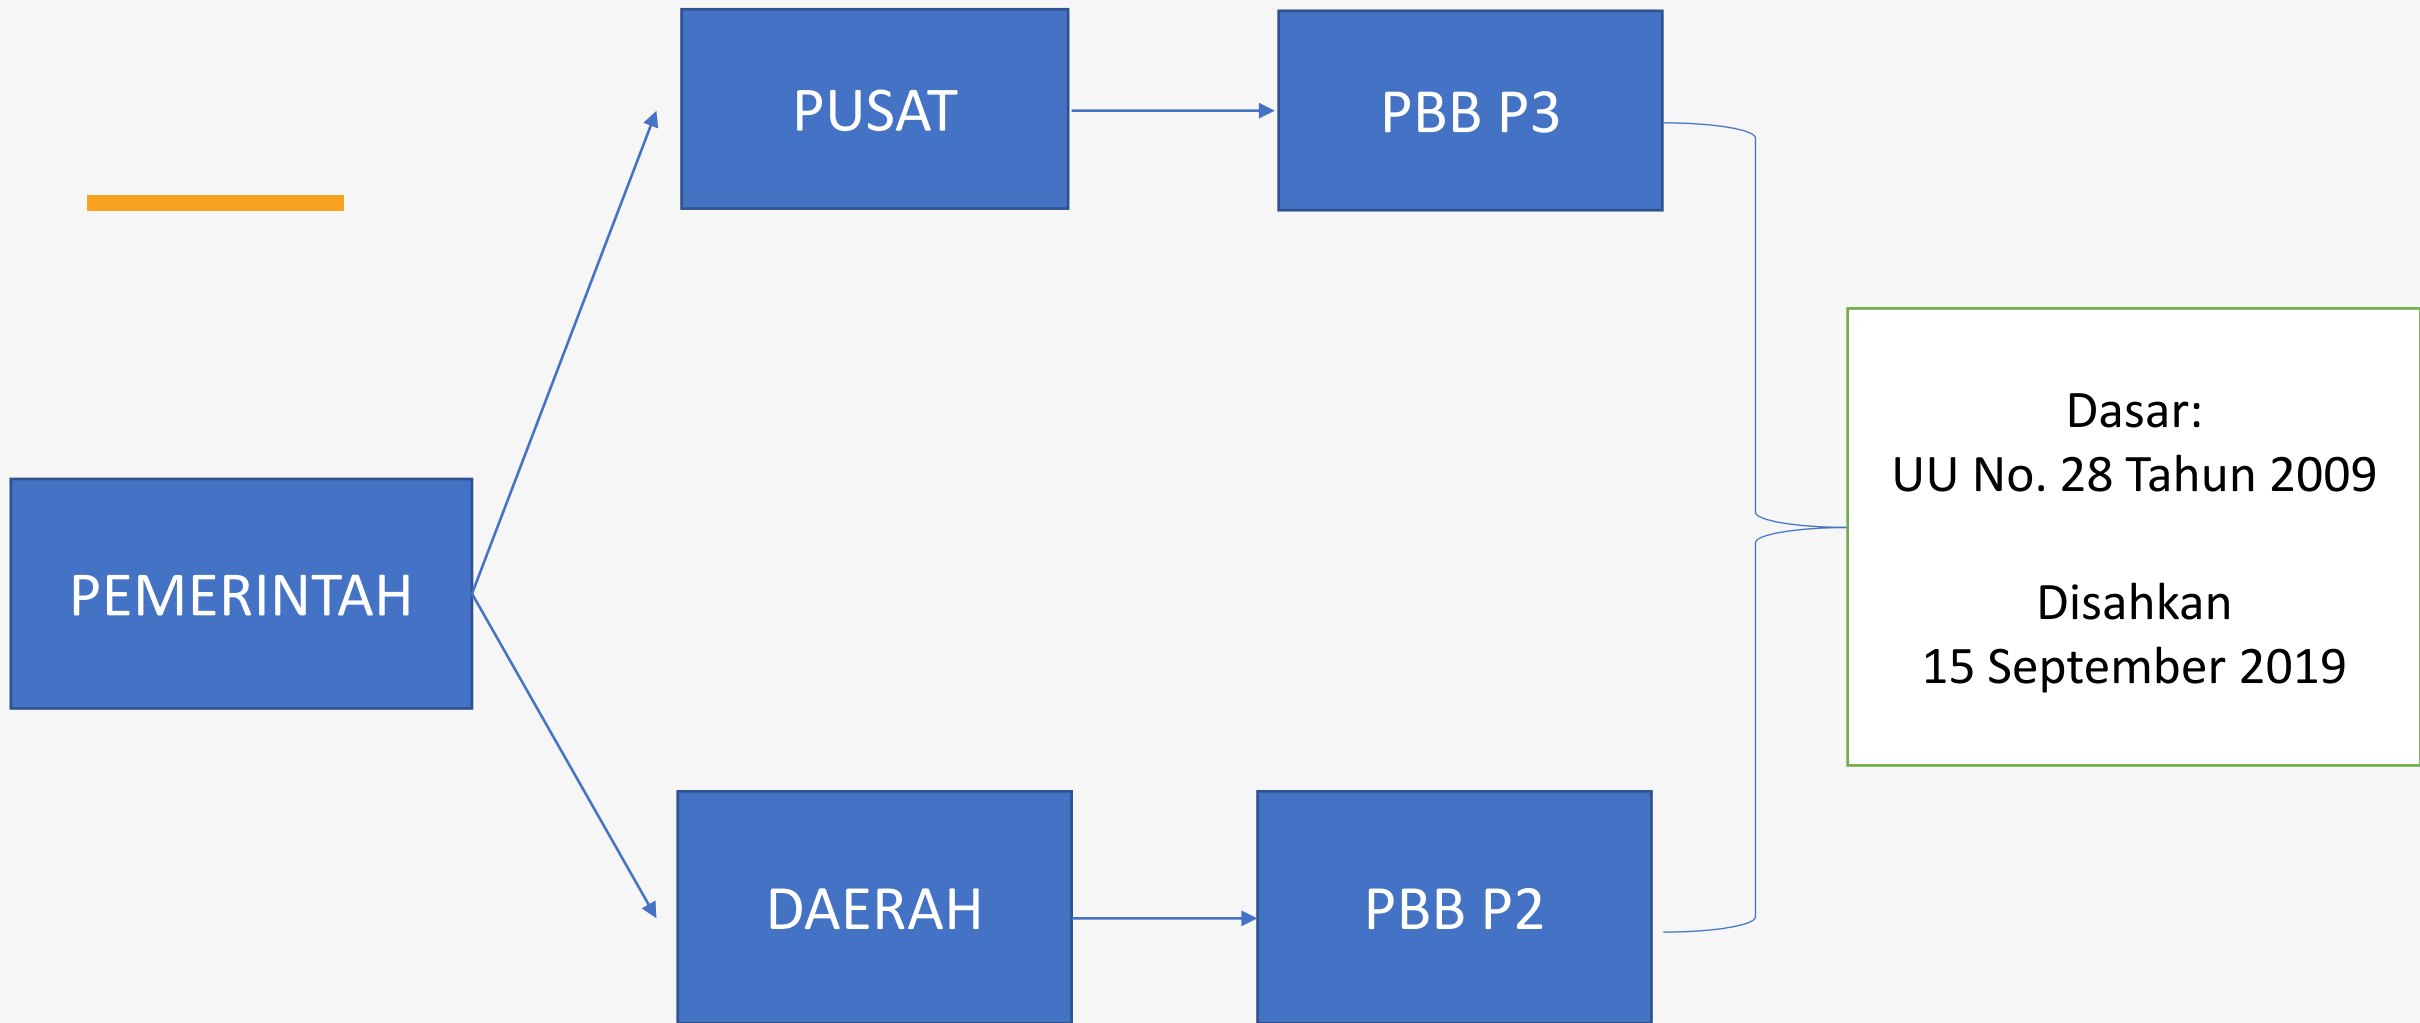 PUSAT
PBB P3
PEMERINTAH
DAERAH
PBB P2
Dasar:
UU No. 28 Tahun 2009
Disahkan
15 September 2019